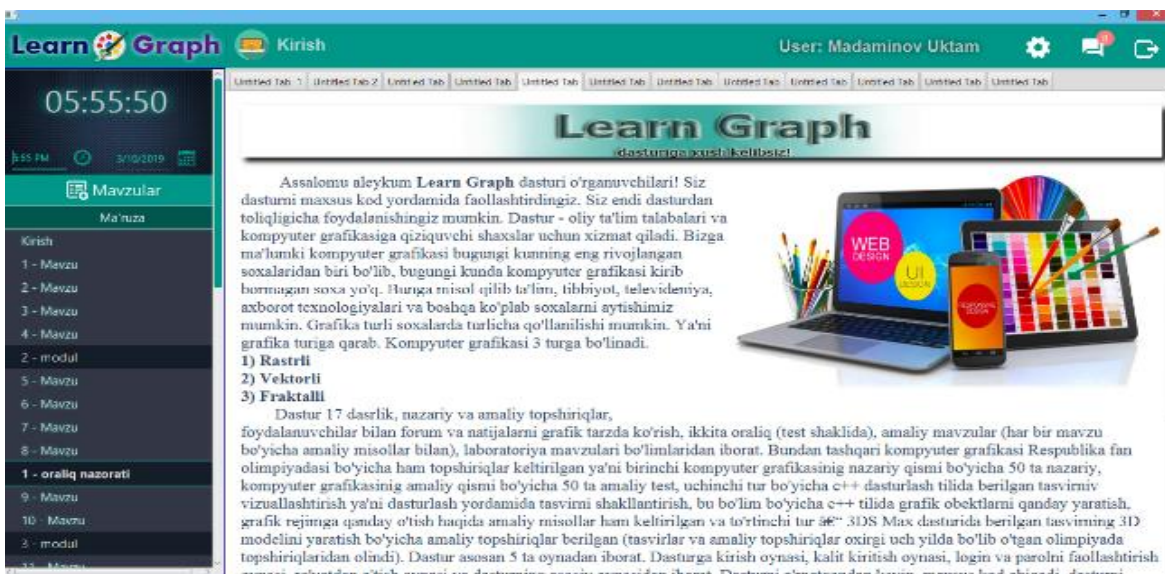 Learn Graph
Kirish
User: Madaminov Uktam
Untitled Tab 1 Untitled Tab 2 Untitled Tab Untitled Tab Untitled Tab Untitled Tab Untitled Tab Untitled Tab Untitled Tab Untitled Tab Untitled Tab Untitled Tab
05:55:50
5:55 PM 3/10/2019
Mavzular
Ma'ruza
Kirish
1 - Mavzu
2 - Mavzu
3 - Mavzu
4 - Mavzu
2 - modul
5 - Mavzu
6 - Mavzu
7 - Mavzu
8 - Mavzu
1 - oraliq nazorati
9 - Mavzu
10 - Mavzu
3 - modul
11 - Mavzu
Learn Graph
dasturiga xush kelibsiz!
Assalomu aleykum Learn Graph dasturi o'rganuvchilari! Siz
dasturni maxsus kod yordamida faollashtirdingiz. Siz endi dasturdan
toliqligicha foydalanishingiz mumkin. Dastur - oliy ta'lim talabalari va
kompyuter grafikasiga qiziquvchi shaxslar uchun xizmat qiladi. Bizga
ma'lumki kompyuter grafikasi bugungi kunning eng rivojlangan
soxalaridan biri bo'lib, bugungi kunda kompyuter grafikasi kirib
bormagan soxa yo'q. Bunga misol qilib ta'lim, tibbiyot, televideniya,
axborot texnologiyalari va boshqa ko'plab soxalarni aytishimiz
mumkin. Grafika turli soxalarda turlicha qo'llanilishi mumkin. Ya'ni
grafika turiga qarab. Kompyuter grafikasi 3 turga bo'linadi.
1) Rastrli
2) Vektorli
3) Fraktalli
WEB DESIGN
UI DESIGN
RESPONSIVE DESIGN
Dastur 17 dasrlik, nazariy va amaliy topshiriqlar,
foydalanuvchilar bilan forum va natijalarni grafik tarzda ko'rish, ikkita oraliq (test shaklida), amaliy mavzular (har bir mavzu
bo'yicha amaliy misollar bilan), laboratoriya mavzulari bo'limlaridan iborat. Bundan tashqari kompyuter grafikasi Respublika fan
olimpiyadasi bo'yicha ham topshiriqlar keltirilgan ya'ni birinchi kompyuter grafikasinig nazariy qismi bo'yicha 50 ta nazariy,
kompyuter grafikasinig amaliy qismi bo'yicha 50 ta amaliy test, uchinchi tur bo'yicha c++ dasturlash tilida berilgan tasvirniv
vizuallashtirish ya'ni dasturlash yordamida tasvirni shakllantirish, bu bo'lim bo'yicha c++ tilida grafik obektlarni qanday yaratish,
grafik rejimga qanday o'tish haqida amaliy misollar ham keltirilgan va to'rtinchi tur â€“ 3DS Max dasturida berilgan tasvirning 3D
modelini yaratish bo'yicha amaliy topshiriqlar berilgan (tasvirlar va amaliy topshiriqlar oxirgi uch yilda bo'lib o'tgan olimpiyada
topshiriqlaridan olindi). Dastur asosan 5 ta oynadan iborat. Dasturga kirish oynasi, kalit kiritish oynasi, login va parolni faollashtirish